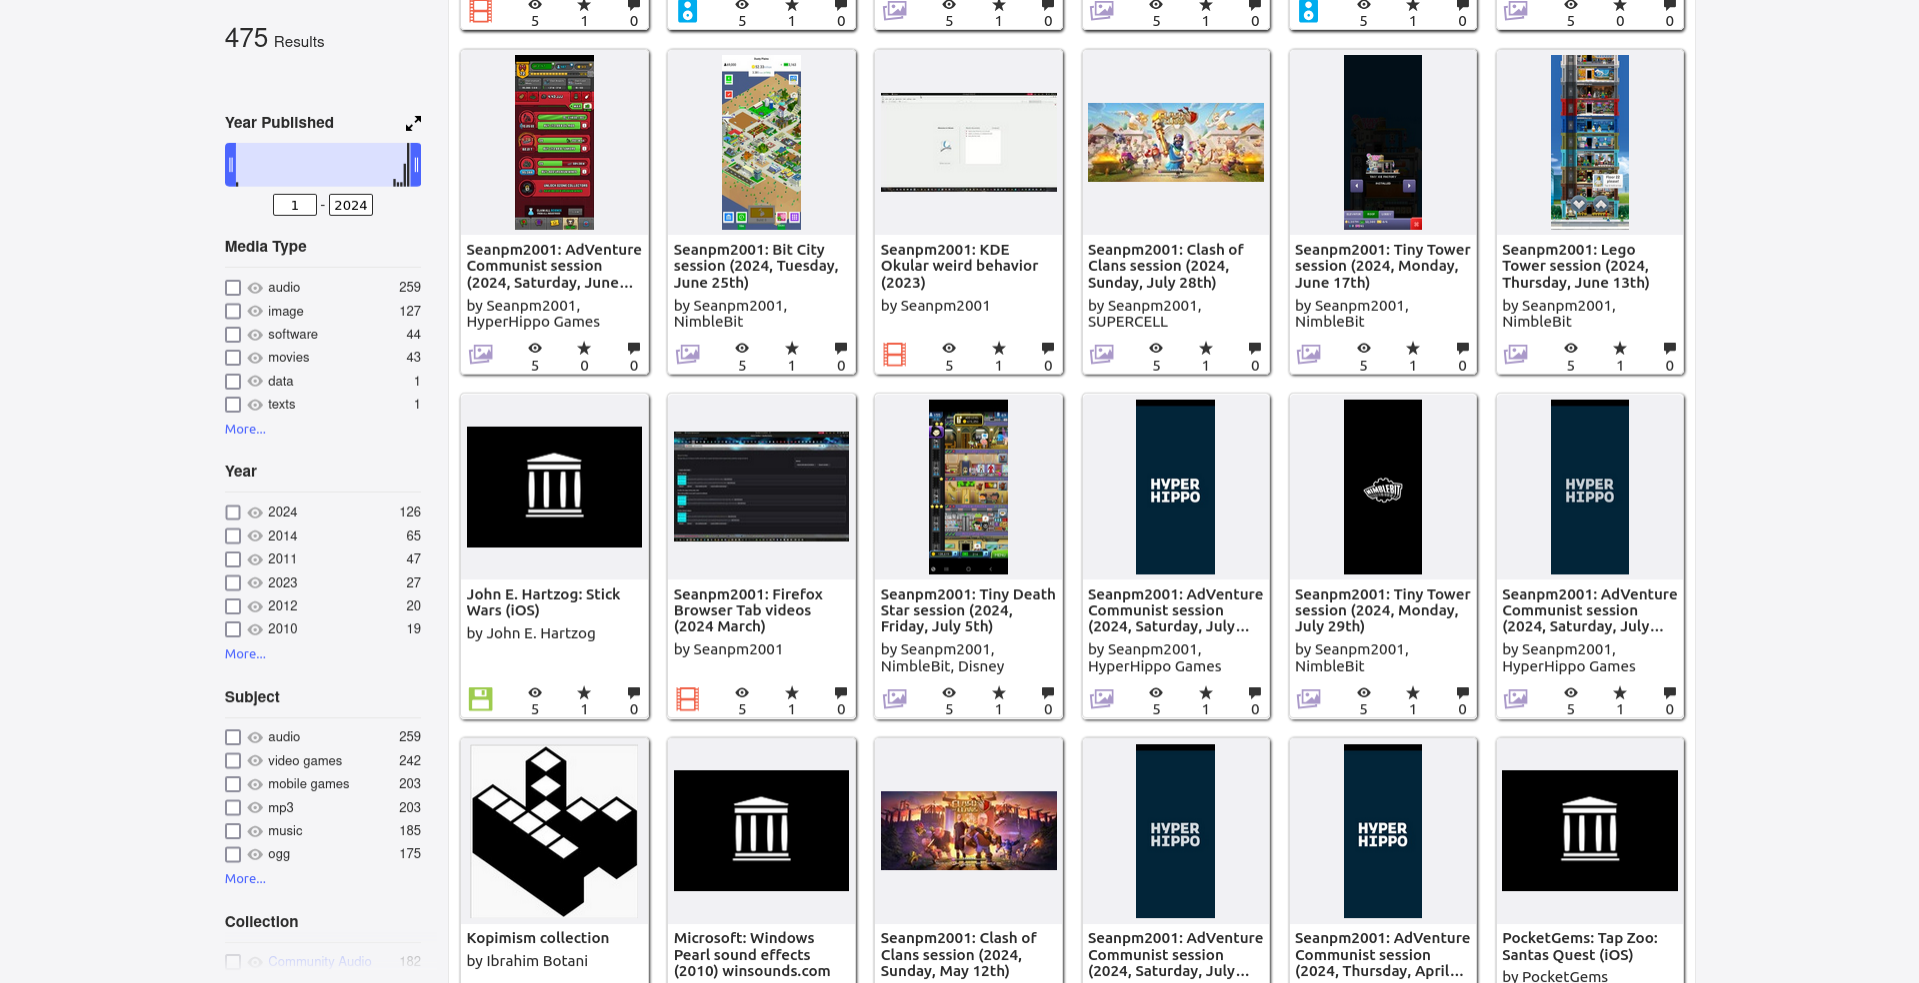 475 Results
Year Published
1 - 2024
Media Type
audio 259
image 127
software 44
movies 43
data 1
texts 1
More...
Year
2024 126
2014 65
2011 47
2023 27
2012 20
2010 19
More...
Subject
audio 259
video games 242
mobile games 203
mp3 203
music 185
ogg 175
More...
Collection
Community Audio 182
5 1 0
5 1 0
5 1 0
5 1 0
5 1 0
5 0 0
Seanpm2001: AdVenture
Communist session
(2024, Saturday, June...
by Seanpm2001,
HyperHippo Games
5 0 0
Seanpm2001: Bit City
session (2024, Tuesday,
June 25th)
by Seanpm2001,
NimbleBit
5 1 0
Seanpm2001: KDE
Okular weird behavior
(2023)
by Seanpm2001
5 1 0
Seanpm2001: Clash of
Clans session (2024,
Sunday, July 28th)
by Seanpm2001,
SUPERCELL
5 1 0
Seanpm2001: Tiny Tower
session (2024, Monday,
June 17th)
by Seanpm2001,
NimbleBit
5 1 0
Seanpm2001: Lego
Tower session (2024,
Thursday, June 13th)
by Seanpm2001,
NimbleBit
5 1 0
John E. Hartzog: Stick
Wars (iOS)
by John E. Hartzog
5 1 0
Seanpm2001: Firefox
Browser Tab videos
(2024 March)
by Seanpm2001
5 1 0
Seanpm2001: Tiny Death
Star session (2024,
Friday, July 5th)
by Seanpm2001,
NimbleBit, Disney
5 1 0
HYPER
HIPPO
Seanpm2001: AdVenture
Communist session
(2024, Saturday, July...
by Seanpm2001,
HyperHippo Games
5 1 0
NIMBLEBIT
Seanpm2001: Tiny Tower
session (2024, Monday,
July 29th)
by Seanpm2001,
NimbleBit
5 1 0
HYPER
HIPPO
Seanpm2001: AdVenture
Communist session
(2024, Saturday, July...
by Seanpm2001,
HyperHippo Games
5 1 0
Kopimism collection
by Ibrahim Botani
Microsoft: Windows
Pearl sound effects
(2010) winsounds.com
Seanpm2001: Clash of
Clans session (2024,
Sunday, May 12th)
HYPER
HIPPO
Seanpm2001: AdVenture
Communist session
(2024, Saturday, July...
HYPER
HIPPO
Seanpm2001: AdVenture
Communist session
(2024, Thursday, April...
PocketGems: Tap Zoo:
Santas Quest (iOS)
by PocketGems